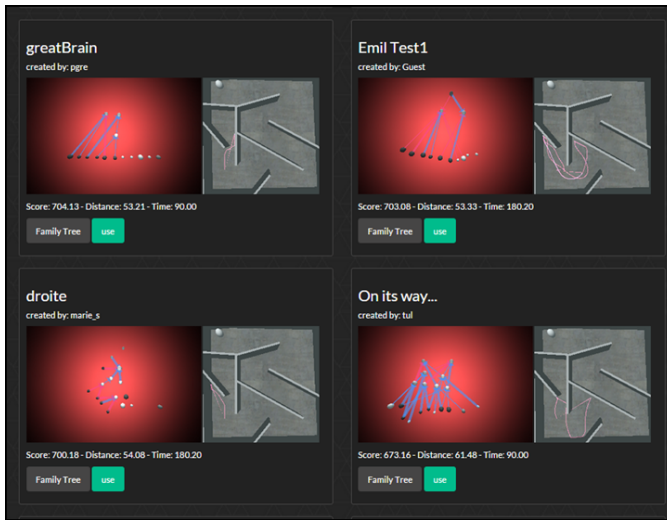 greatBrain
created by: pgre
Score: 704.13 - Distance: 53.21 - Time: 90.00
Family Tree
use
Emil Test1
created by: Guest
Score: 703.08 - Distance: 53.33 - Time: 180.20
Family Tree
use
droite
created by: marie_s
Score: 700.18 - Distance: 54.08 - Time: 180.20
Family Tree
use
On its way...
created by: tul
Score: 673.16 - Distance: 61.48 - Time: 90.00
Family Tree
use